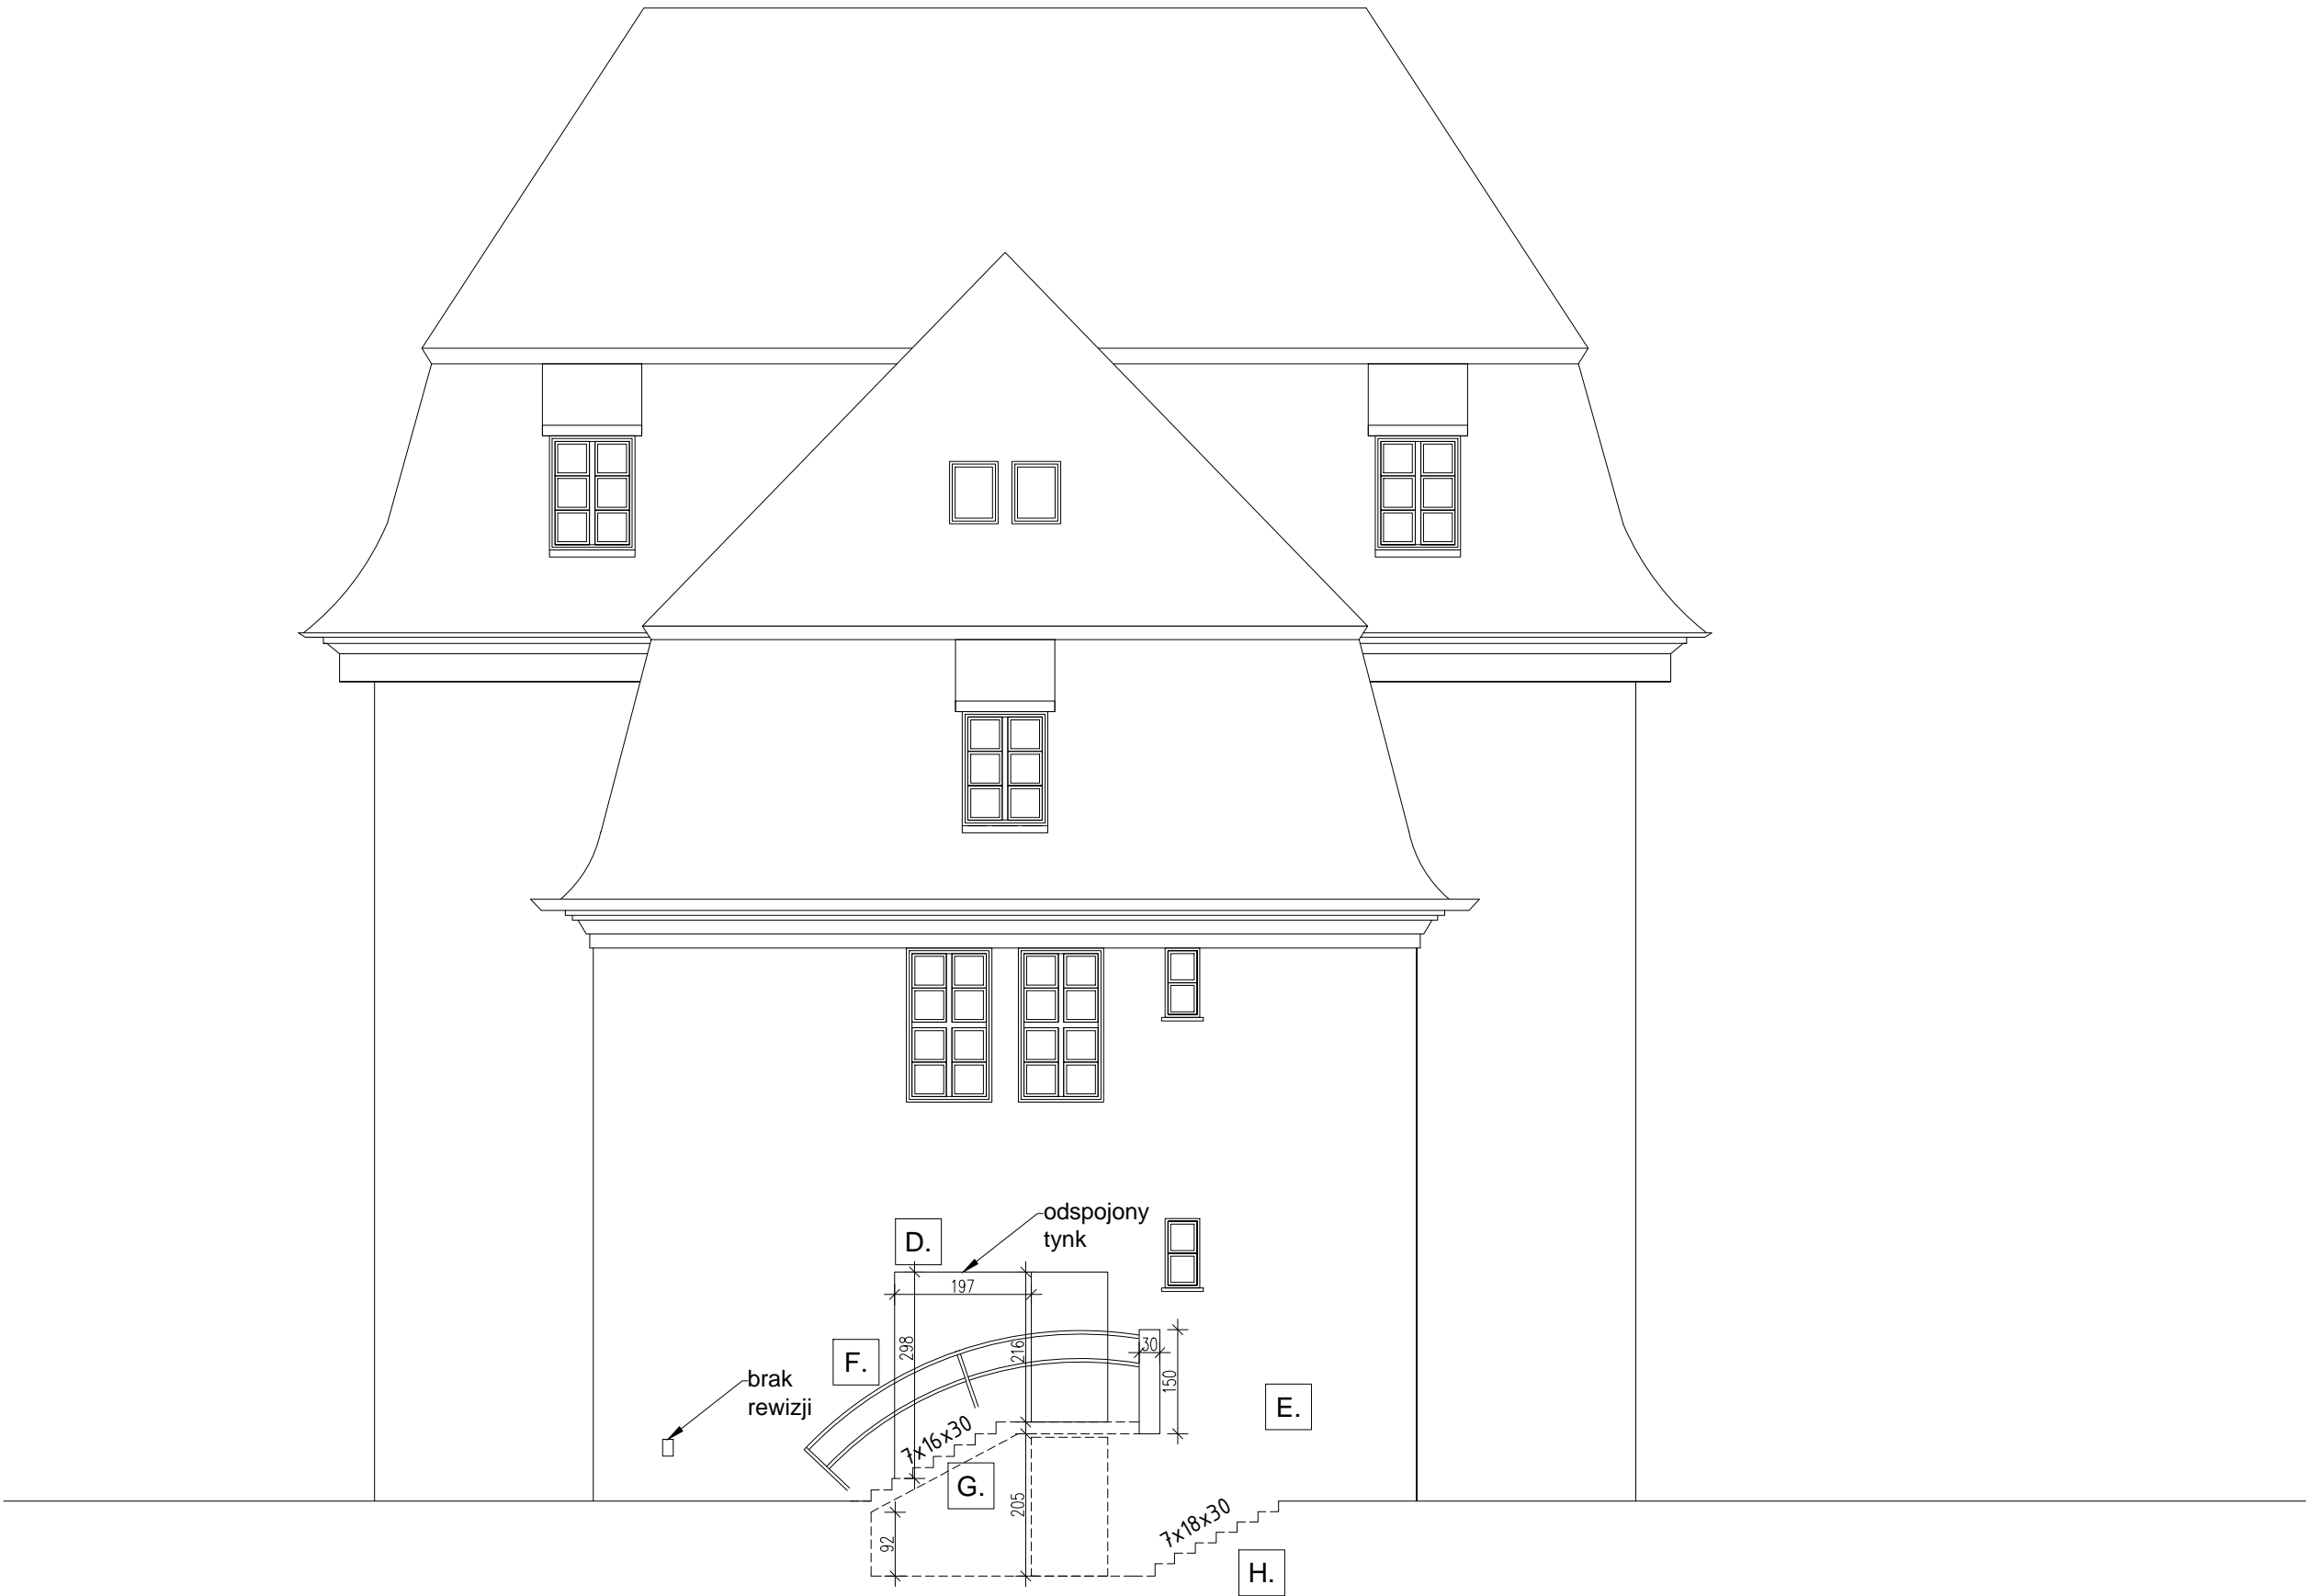 odspojony
tynk
D.
197
298
216
30
150
F.
brak
rewizji
E.
7x16x30
G.
205
92
7x18x30
H.